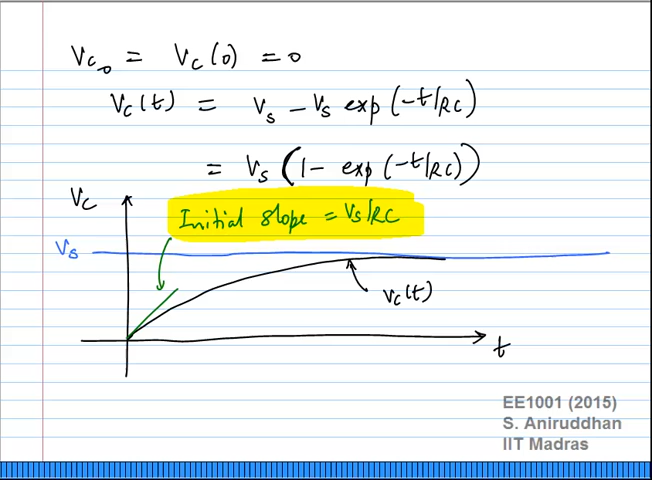 Vc₀ = Vc(0) = 0
Vc(t) = Vs - Vs exp(-t/RC)
= Vs (1 - exp(-t/RC))
Vc
Initial slope = Vs/RC
Vs
Vc(t)
t
EE1001 (2015)
S. Aniruddhan
IIT Madras